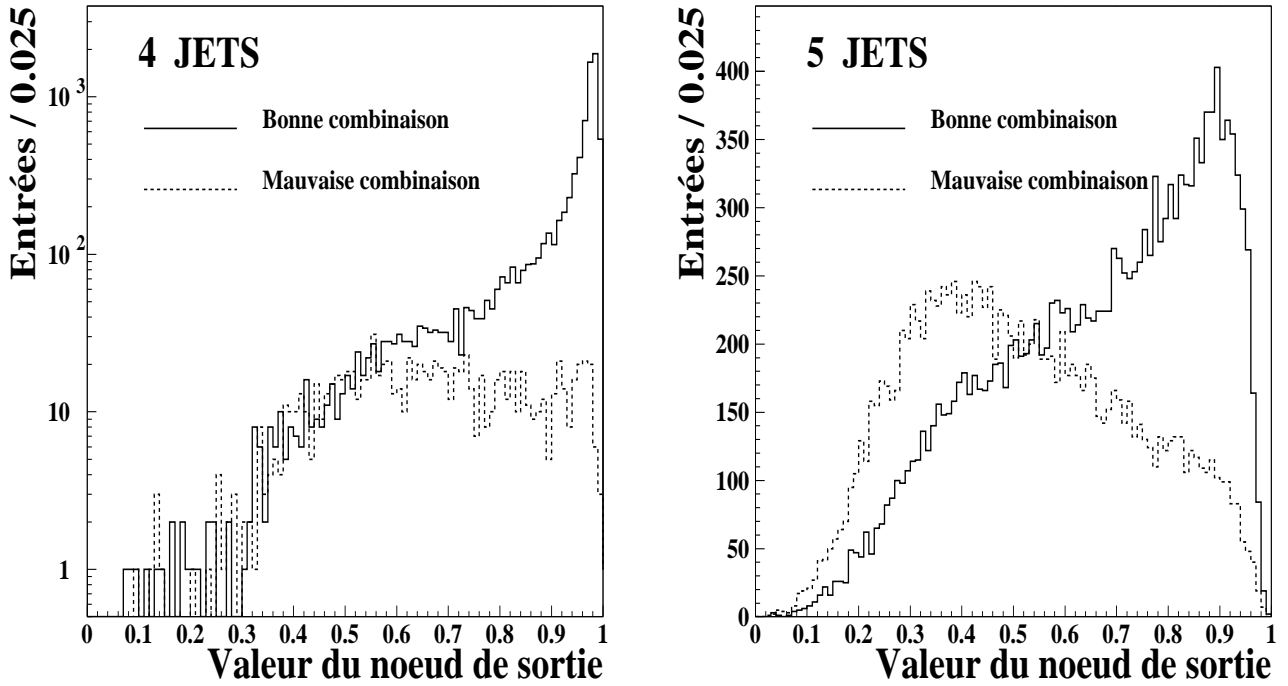 4 JETS
Bonne combinaison
Mauvaise combinaison
Entrées / 0.025
10³
10²
10
1
0 0.1 0.2 0.3 0.4 0.5 0.6 0.7 0.8 0.9 1
Valeur du noeud de sortie
5 JETS
Bonne combinaison
Mauvaise combinaison
Entrées / 0.025
400
350
300
250
200
150
100
50
0
0 0.1 0.2 0.3 0.4 0.5 0.6 0.7 0.8 0.9 1
Valeur du noeud de sortie